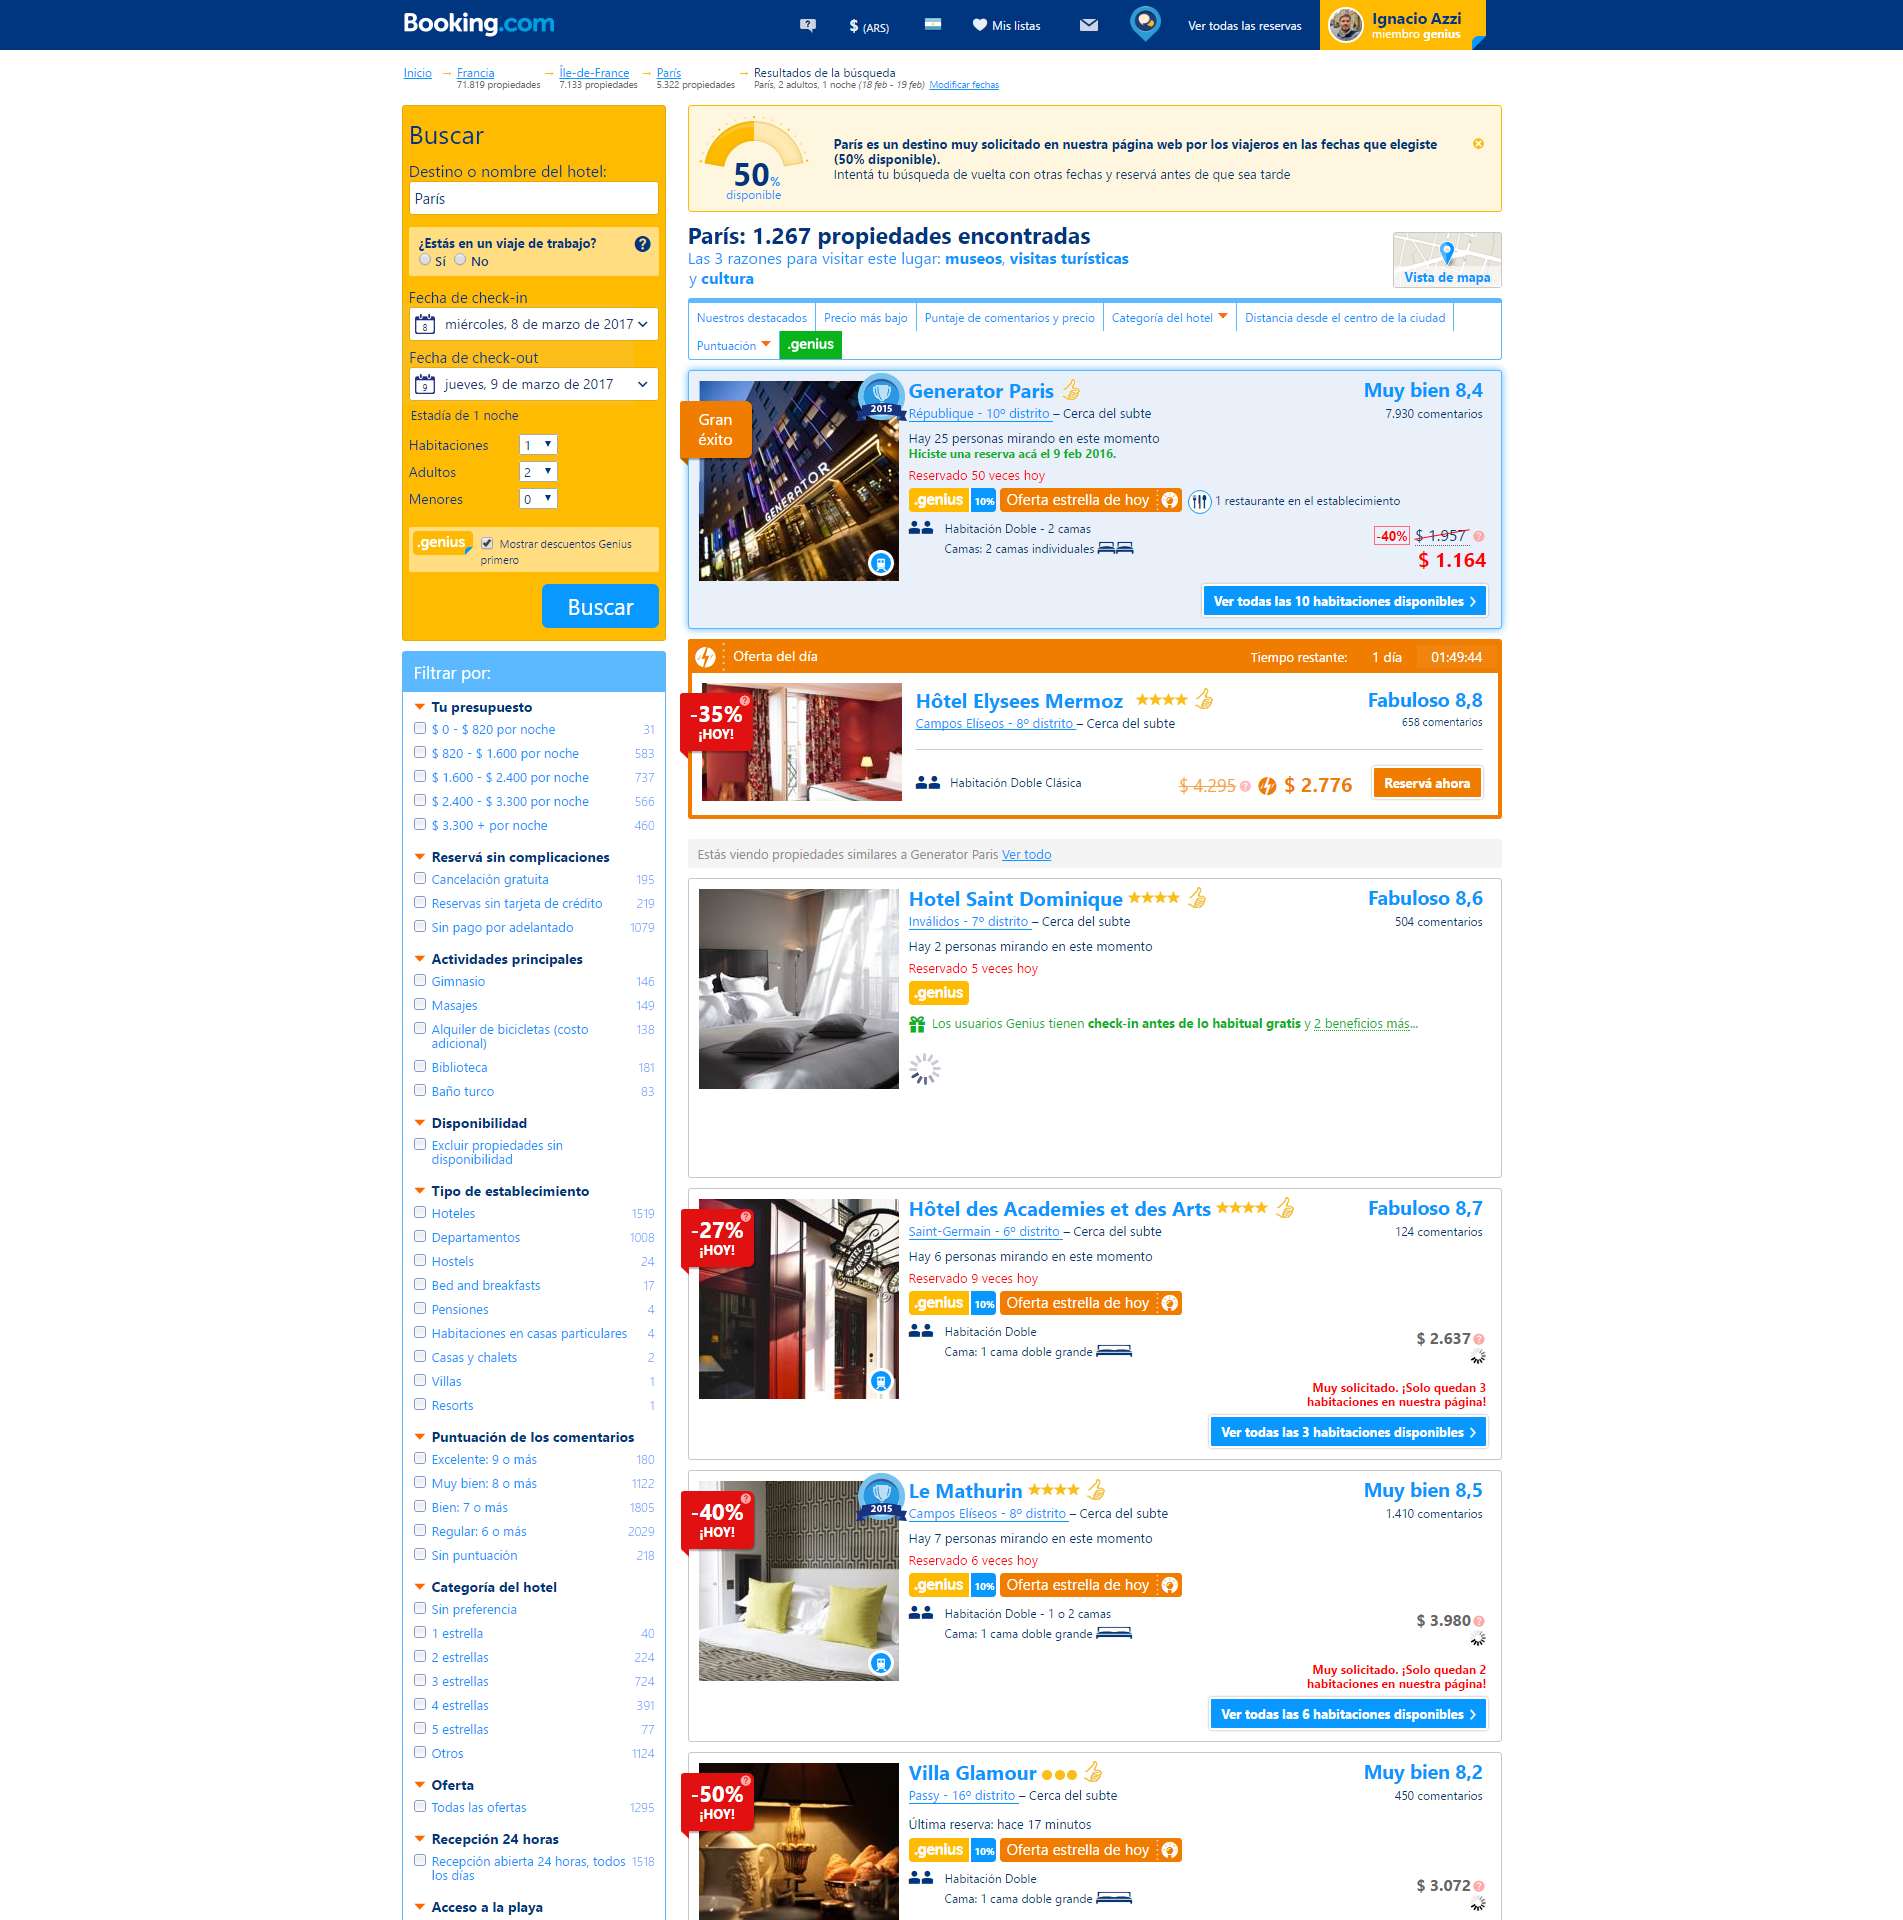 Booking.com
$ (ARS)
Mis listas
Ver todas las reservas
Ignacio Azzi
miembro genius
Inicio → Francia → Île-de-France → París → Resultados de la búsqueda
71.819 propiedades 7.133 propiedades 5.322 propiedades París, 2 adultos, 1 noche (18 feb - 19 feb) Modificar fechas
Buscar
Destino o nombre del hotel:
París
¿Estás en un viaje de trabajo?
Sí No
Fecha de check-in
8 miércoles, 8 de marzo de 2017
Fecha de check-out
9 jueves, 9 de marzo de 2017
Estadía de 1 noche
Habitaciones 1
Adultos 2
Menores 0
.genius Mostrar descuentos Genius
primero
Buscar
Filtrar por:
Tu presupuesto
$ 0 - $ 820 por noche 31
$ 820 - $ 1.600 por noche 583
$ 1.600 - $ 2.400 por noche 737
$ 2.400 - $ 3.300 por noche 566
$ 3.300 + por noche 460
Reservá sin complicaciones
Cancelación gratuita 195
Reservas sin tarjeta de crédito 219
Sin pago por adelantado 1079
Actividades principales
Gimnasio 146
Masajes 149
Alquiler de bicicletas (costo 138
adicional)
Biblioteca 181
Baño turco 83
Disponibilidad
Excluir propiedades sin
disponibilidad
Tipo de establecimiento
Hoteles 1519
Departamentos 1008
Hostels 24
Bed and breakfasts 17
Pensiones 4
Habitaciones en casas particulares 4
Casas y chalets 2
Villas 1
Resorts 1
Puntuación de los comentarios
Excelente: 9 o más 180
Muy bien: 8 o más 1122
Bien: 7 o más 1805
Regular: 6 o más 2029
Sin puntuación 218
Categoría del hotel
Sin preferencia
1 estrella 40
2 estrellas 224
3 estrellas 724
4 estrellas 391
5 estrellas 77
Otros 1124
Oferta
Todas las ofertas 1295
Recepción 24 horas
Recepción abierta 24 horas, todos 1518
los días
Acceso a la playa
50%
disponible
París es un destino muy solicitado en nuestra página web por los viajeros en las fechas que elegiste
(50% disponible).
Intentá tu búsqueda de vuelta con otras fechas y reservá antes de que sea tarde
París: 1.267 propiedades encontradas
Las 3 razones para visitar este lugar: museos, visitas turísticas
y cultura
Vista de mapa
Nuestros destacados Precio más bajo Puntaje de comentarios y precio Categoría del hotel Distancia desde el centro de la ciudad
Puntuación .genius
Gran
éxito
GENERATOR
2015
Generator Paris Muy bien 8,4
République - 10º distrito – Cerca del subte 7.930 comentarios
Hay 25 personas mirando en este momento
Hiciste una reserva acá el 9 feb 2016.
Reservado 50 veces hoy
.genius 10% Oferta estrella de hoy 1 restaurante en el establecimiento
Habitación Doble - 2 camas -40% $ 1.957
Camas: 2 camas individuales $ 1.164
Ver todas las 10 habitaciones disponibles
Oferta del día Tiempo restante: 1 día 01:49:44
-35%
¡HOY!
Hôtel Elysees Mermoz Fabuloso 8,8
Campos Elíseos - 8º distrito – Cerca del subte 658 comentarios
Habitación Doble Clásica $ 4.295 $ 2.776 Reservá ahora
Estás viendo propiedades similares a Generator Paris Ver todo
Hotel Saint Dominique Fabuloso 8,6
Inválidos - 7º distrito – Cerca del subte 504 comentarios
Hay 2 personas mirando en este momento
Reservado 5 veces hoy
.genius
Los usuarios Genius tienen check-in antes de lo habitual gratis y 2 beneficios más...
-27%
¡HOY!
Hôtel des Academies et des Arts Fabuloso 8,7
Saint-Germain - 6º distrito – Cerca del subte 124 comentarios
Hay 6 personas mirando en este momento
Reservado 9 veces hoy
.genius 10% Oferta estrella de hoy
Habitación Doble $ 2.637
Cama: 1 cama doble grande
Muy solicitado. ¡Solo quedan 3
habitaciones en nuestra página!
Ver todas las 3 habitaciones disponibles
-40%
¡HOY!
2015
Le Mathurin Muy bien 8,5
Campos Elíseos - 8º distrito – Cerca del subte 1.410 comentarios
Hay 7 personas mirando en este momento
Reservado 6 veces hoy
.genius 10% Oferta estrella de hoy
Habitación Doble - 1 o 2 camas $ 3.980
Cama: 1 cama doble grande
Muy solicitado. ¡Solo quedan 2
habitaciones en nuestra página!
Ver todas las 6 habitaciones disponibles
-50%
¡HOY!
Villa Glamour Muy bien 8,2
Passy - 16º distrito – Cerca del subte 450 comentarios
Última reserva: hace 17 minutos
.genius 10% Oferta estrella de hoy
Habitación Doble $ 3.072
Cama: 1 cama doble grande